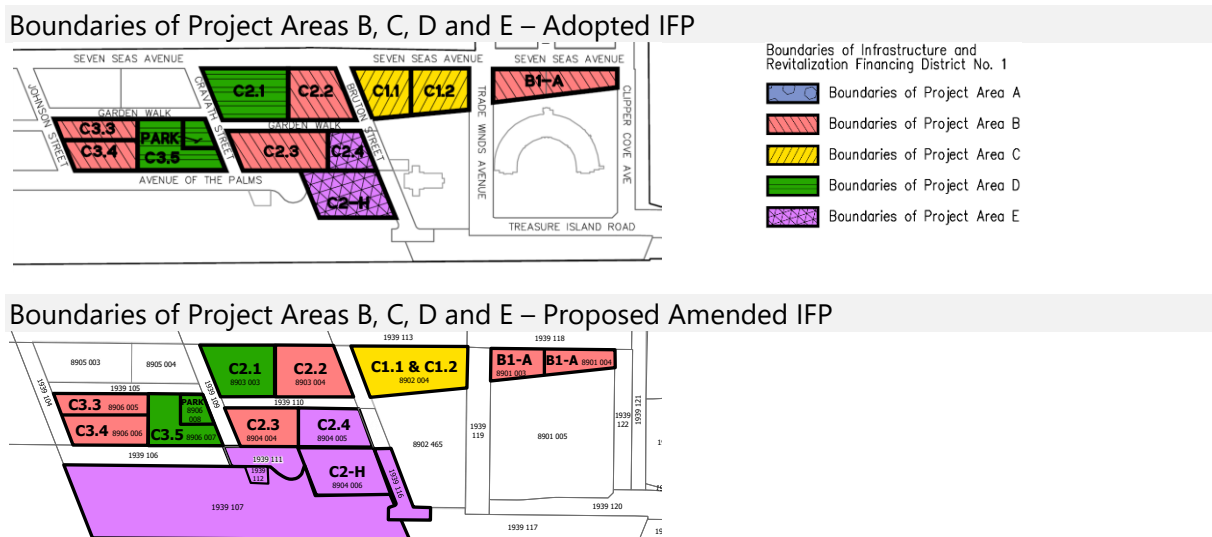 Boundaries of Project Areas B, C, D and E – Adopted IFP
SEVEN SEAS AVENUE
SEVEN SEAS AVENUE
SEVEN SEAS AVENUE
JOHNSON STREET
CRAVATH STREET
BRUTON STREET
TRADE WINDS AVENUE
CLIPPER COVE AVE
C2.1
C2.2
C1.1
C1.2
B1-A
GARDEN WALK
GARDEN WALK
C3.3
C3.4
PARK
C3.5
C2.3
C2.4
AVENUE OF THE PALMS
C2-H
TREASURE ISLAND ROAD
Boundaries of Infrastructure and
Revitalization Financing District No. 1
Boundaries of Project Area A
Boundaries of Project Area B
Boundaries of Project Area C
Boundaries of Project Area D
Boundaries of Project Area E
Boundaries of Project Areas B, C, D and E – Proposed Amended IFP
1939 113
1939 118
8905 003
8905 004
C2.1
8903 003
C2.2
8903 004
C1.1 & C1.2
8902 004
B1-A
8901 003
B1-A 8901 004
1939 104
1939 105
1939 109
1939 110
C3.3 8906 005
PARK
8906
008
C3.4 8906 006
C3.5 8906 007
C2.3
8904 004
C2.4
8904 005
1939
119
8902 465
8901 005
1939
122
1939 121
1939 106
1939 111
1939
112
C2-H
8904 006
1939 116
1939 107
1939 120
1939 117